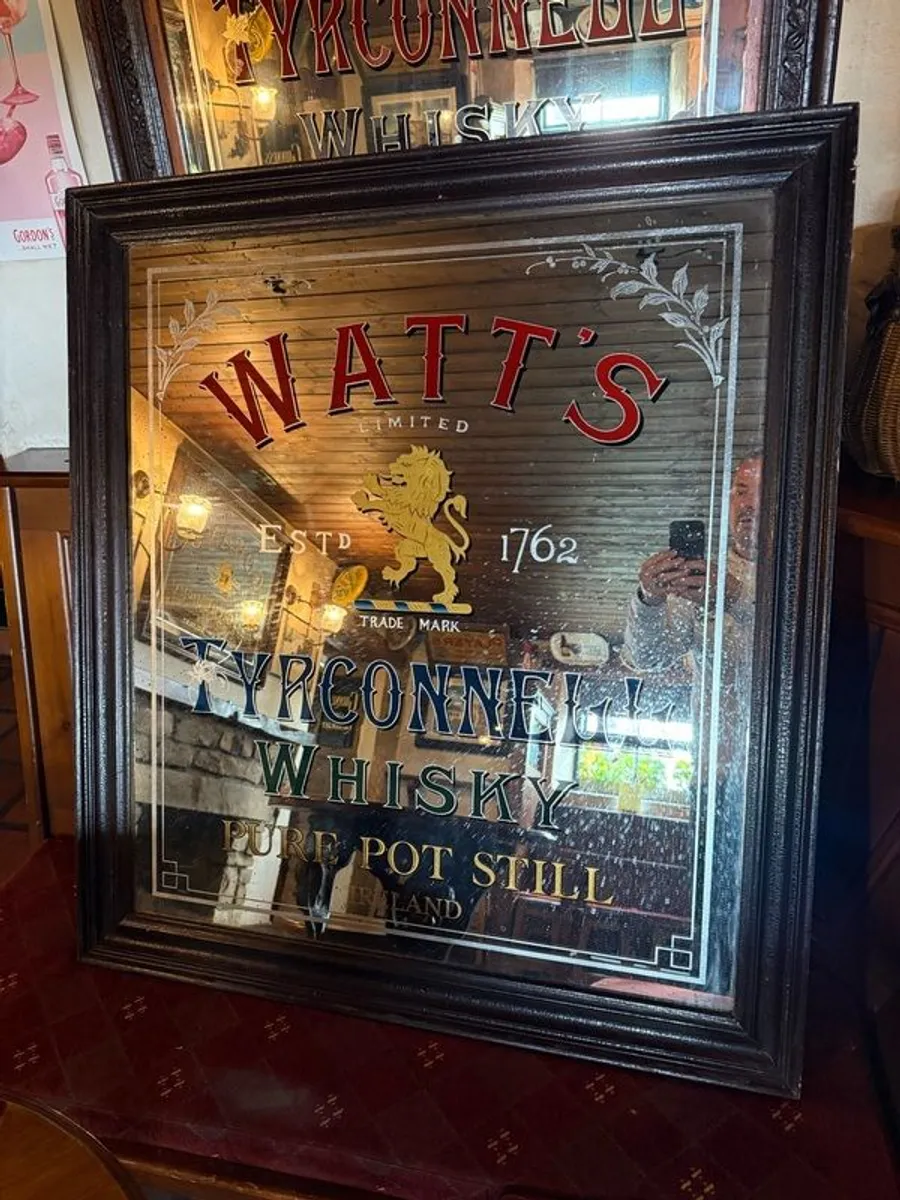 TYRCONNELL
WHISKY
GORDON'S
WATT'S
LIMITED
ESTD 1762
TRADE MARK
TYRCONNELL
WHISKY
PURE POT STILL
IRELAND